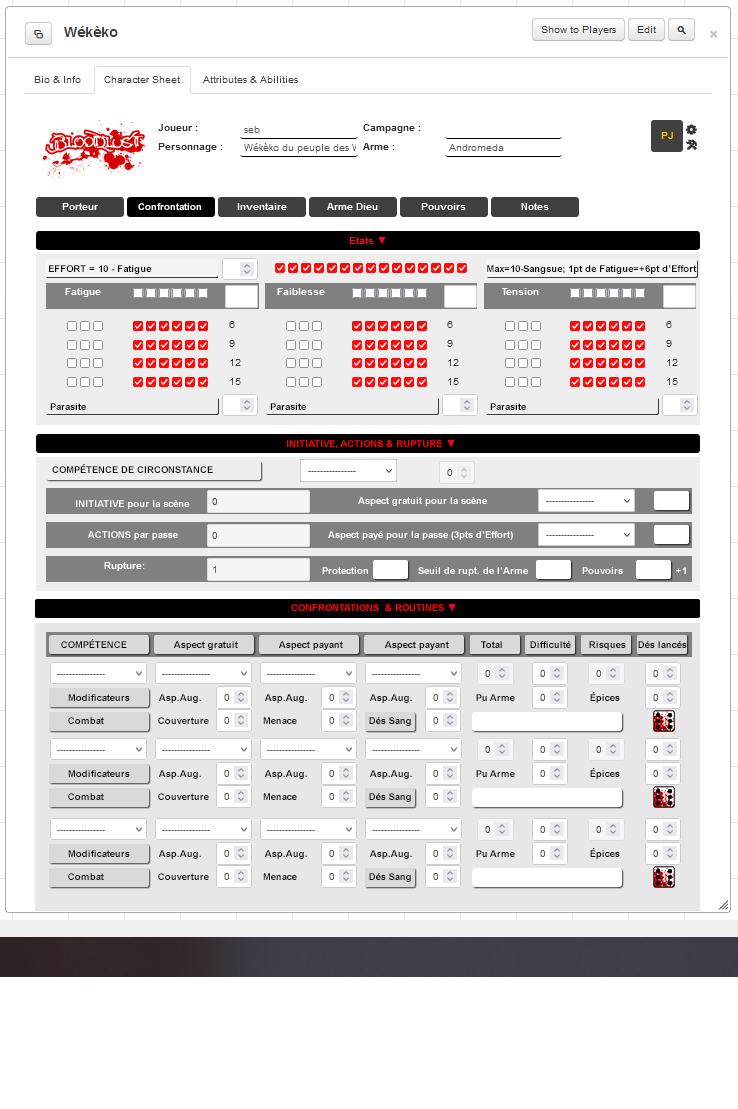 Wékèko
Show to Players Edit
Bio & Info Character Sheet Attributes & Abilities
BLOODLUST
Joueur : seb Campagne :
Personnage : Wékèko du peuple des Arme : Andromeda
PJ
Porteur Confrontation Inventaire Arme Dieu Pouvoirs Notes
Etats ▼
EFFORT = 10 - Fatigue Max=10-Sangsue; 1pt de Fatigue=+6pt d'Effort
Fatigue Faiblesse Tension
6 6 6
9 9 9
12 12 12
15 15 15
Parasite Parasite Parasite
INITIATIVE, ACTIONS & RUPTURE ▼
COMPÉTENCE DE CIRCONSTANCE --------------- 0
INITIATIVE pour la scène 0 Aspect gratuit pour la scène ---------------
ACTIONS par passe 0 Aspect payé pour la passe (3pts d'Effort) ---------------
Rupture: 1 Protection Seuil de rupt. de l'Arme Pouvoirs +1
CONFRONTATIONS & ROUTINES ▼
COMPÉTENCE Aspect gratuit Aspect payant Aspect payant Total Difficulté Risques Dés lancés
--------------- --------------- --------------- --------------- 0 0 0 0
Modificateurs Asp.Aug. 0 Asp.Aug. 0 Asp.Aug. 0 Pu Arme 0 Épices 0
Combat Couverture 0 Menace 0 Dés Sang 0
--------------- --------------- --------------- --------------- 0 0 0 0
Modificateurs Asp.Aug. 0 Asp.Aug. 0 Asp.Aug. 0 Pu Arme 0 Épices 0
Combat Couverture 0 Menace 0 Dés Sang 0
--------------- --------------- --------------- --------------- 0 0 0 0
Modificateurs Asp.Aug. 0 Asp.Aug. 0 Asp.Aug. 0 Pu Arme 0 Épices 0
Combat Couverture 0 Menace 0 Dés Sang 0